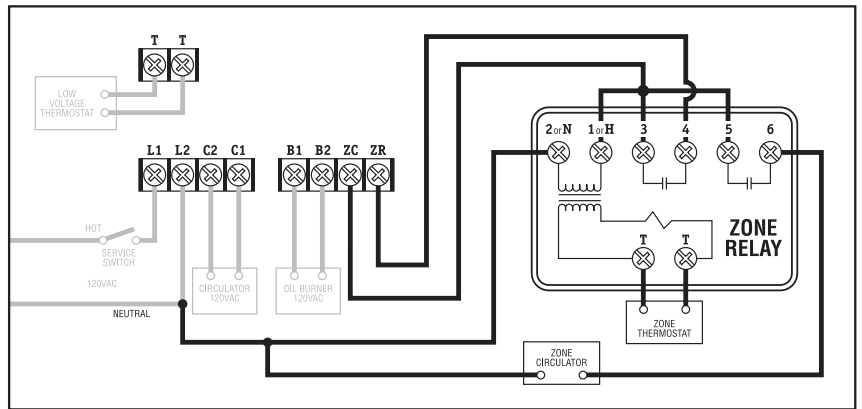 T T
LOW
VOLTAGE
THERMOSTAT
L1 L2 C2 C1
B1 B2 ZC ZR
2 or N 1 or H 3 4 5 6
HOT
SERVICE
SWITCH
120VAC
NEUTRAL
CIRCULATOR
120VAC
OIL BURNER
120VAC
ZONE
RELAY
T T
ZONE
THERMOSTAT
ZONE
CIRCULATOR